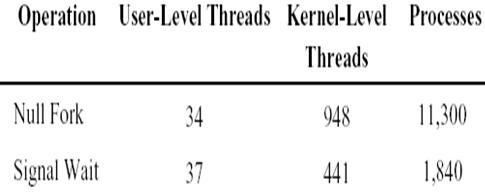 Operation User-Level Threads Kernel-Level Threads Processes
Null Fork 34 948 11,300
Signal Wait 37 441 1,840